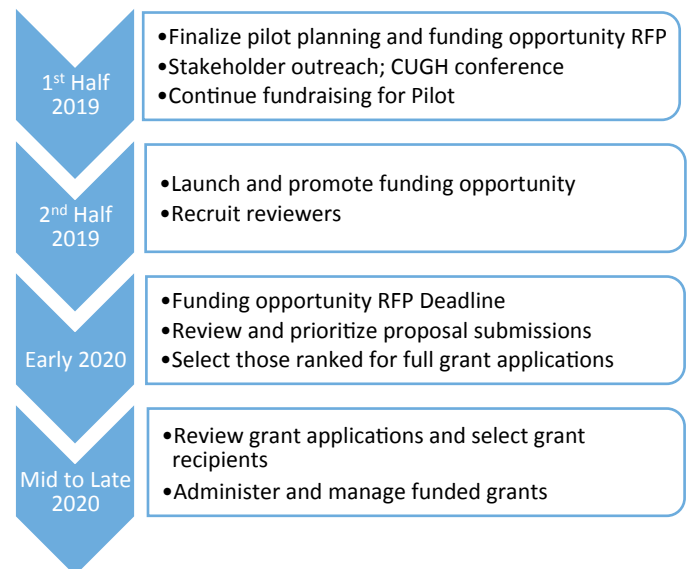 1st Half
2019
•Finalize pilot planning and funding opportunity RFP
•Stakeholder outreach; CUGH conference
•Continue fundraising for Pilot
2nd Half
2019
•Launch and promote funding opportunity
•Recruit reviewers
Early 2020
•Funding opportunity RFP Deadline
•Review and prioritize proposal submissions
•Select those ranked for full grant applications
Mid to Late
2020
•Review grant applications and select grant
recipients
•Administer and manage funded grants